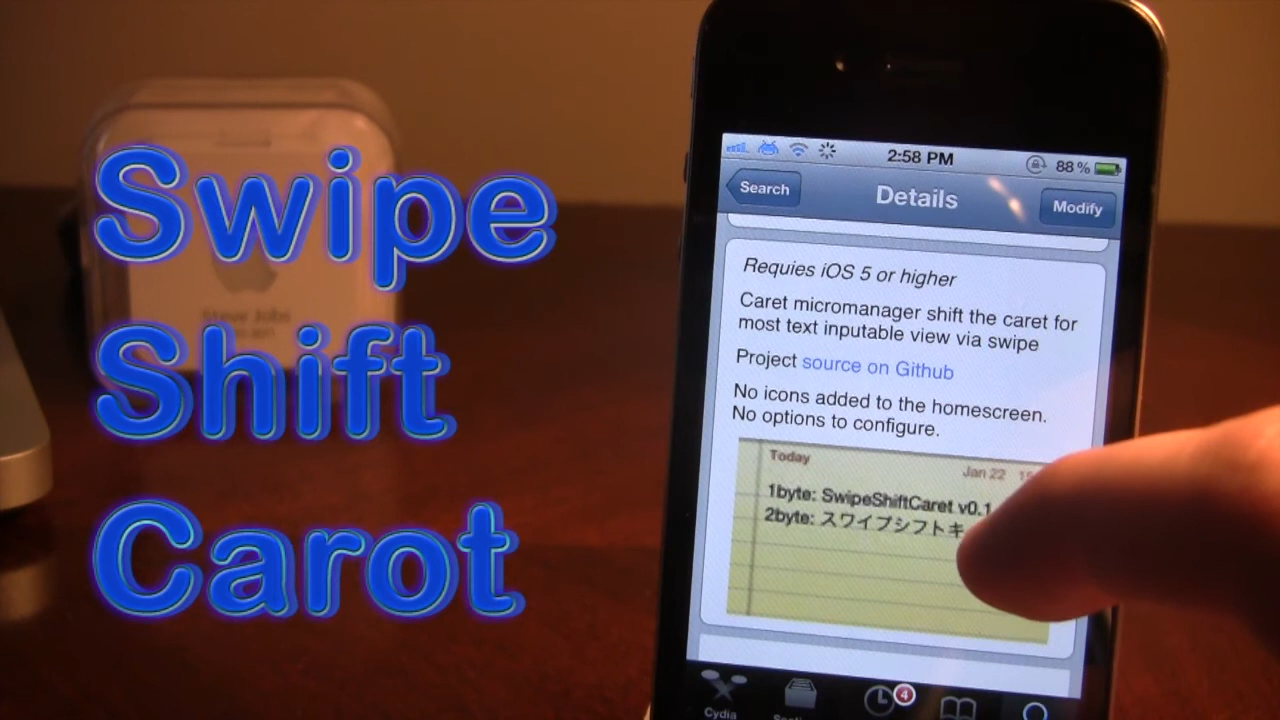 Swipe
Shift
Carot
2:58 PM
88 %
Search
Details
Modify
Requies iOS 5 or higher
Caret micromanager shift the caret for
most text inputable view via swipe
Project source on Github
No icons added to the homescreen.
No options to configure.
Today
Jan 22
1byte: SwipeShiftCaret v0.1
2byte: スワイプシフトキ
4
Cydia